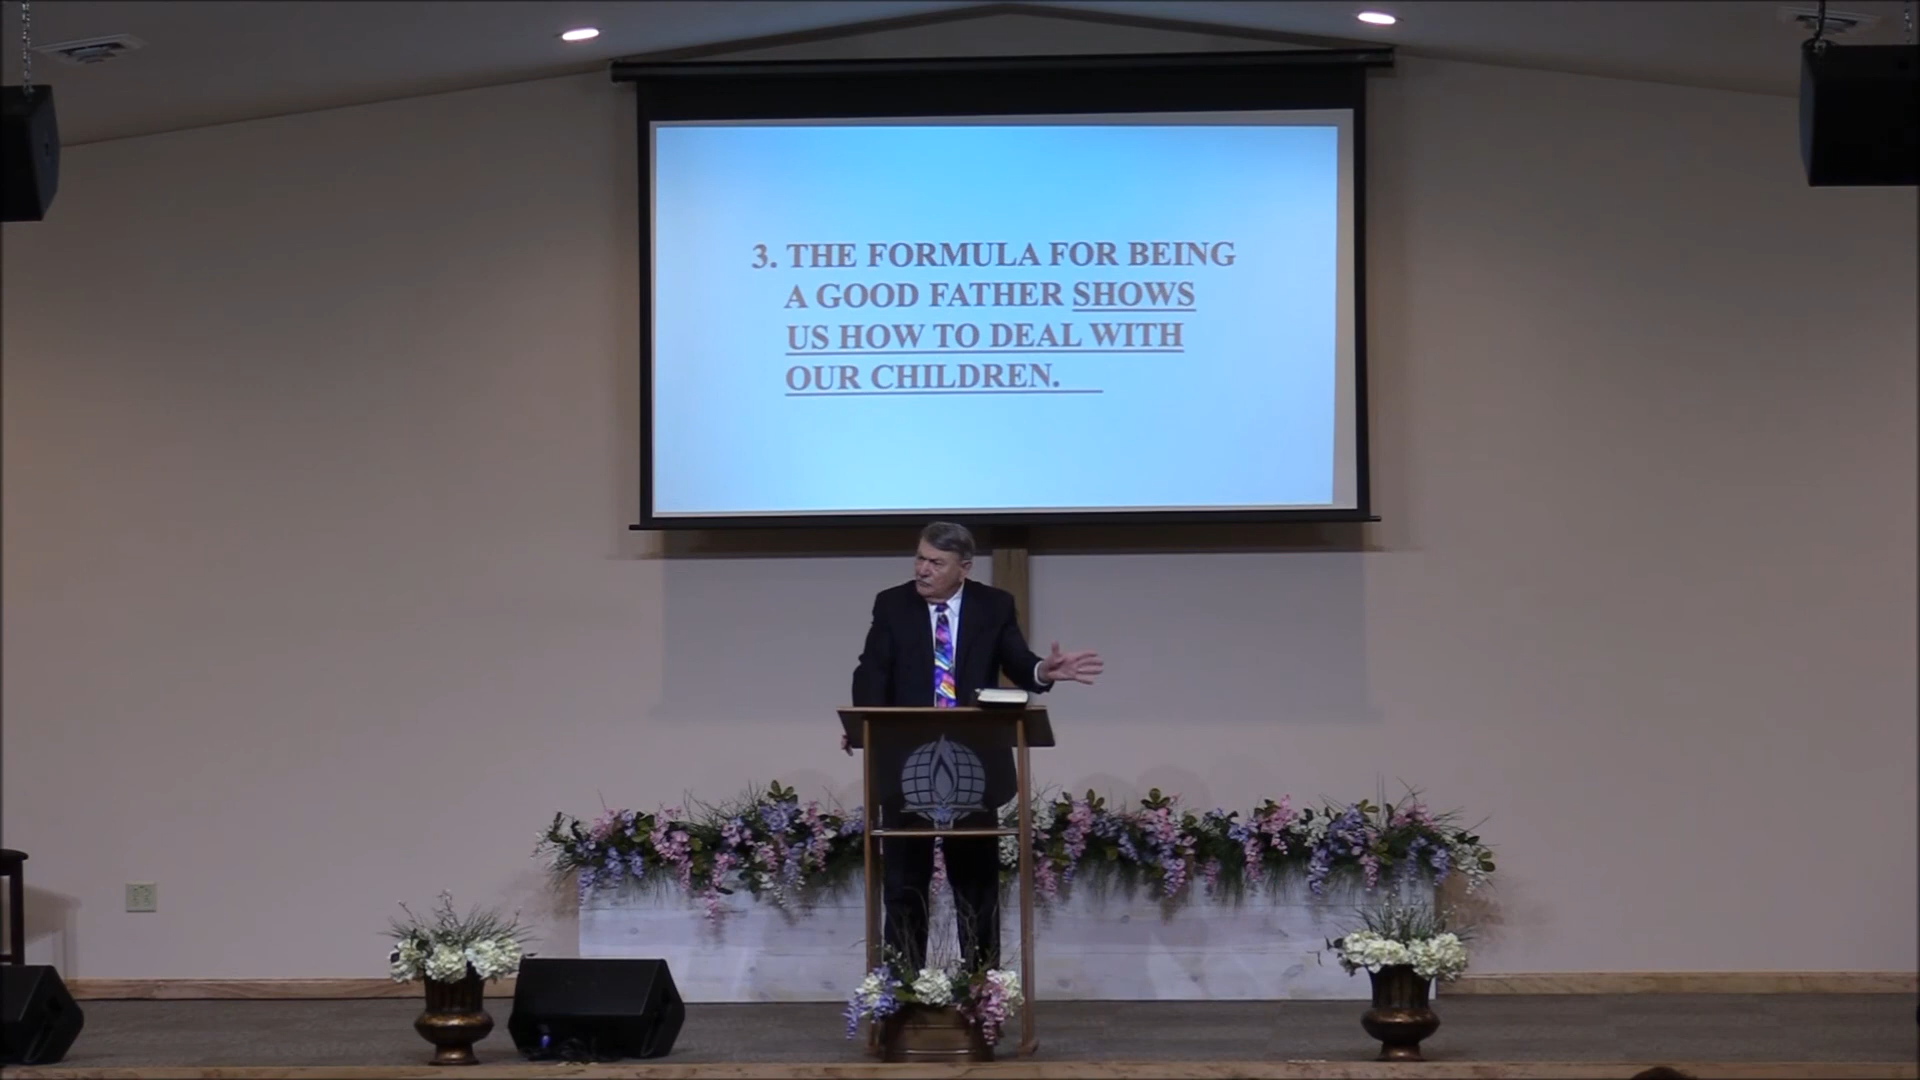 3. THE FORMULA FOR BEING
A GOOD FATHER SHOWS
US HOW TO DEAL WITH
OUR CHILDREN.